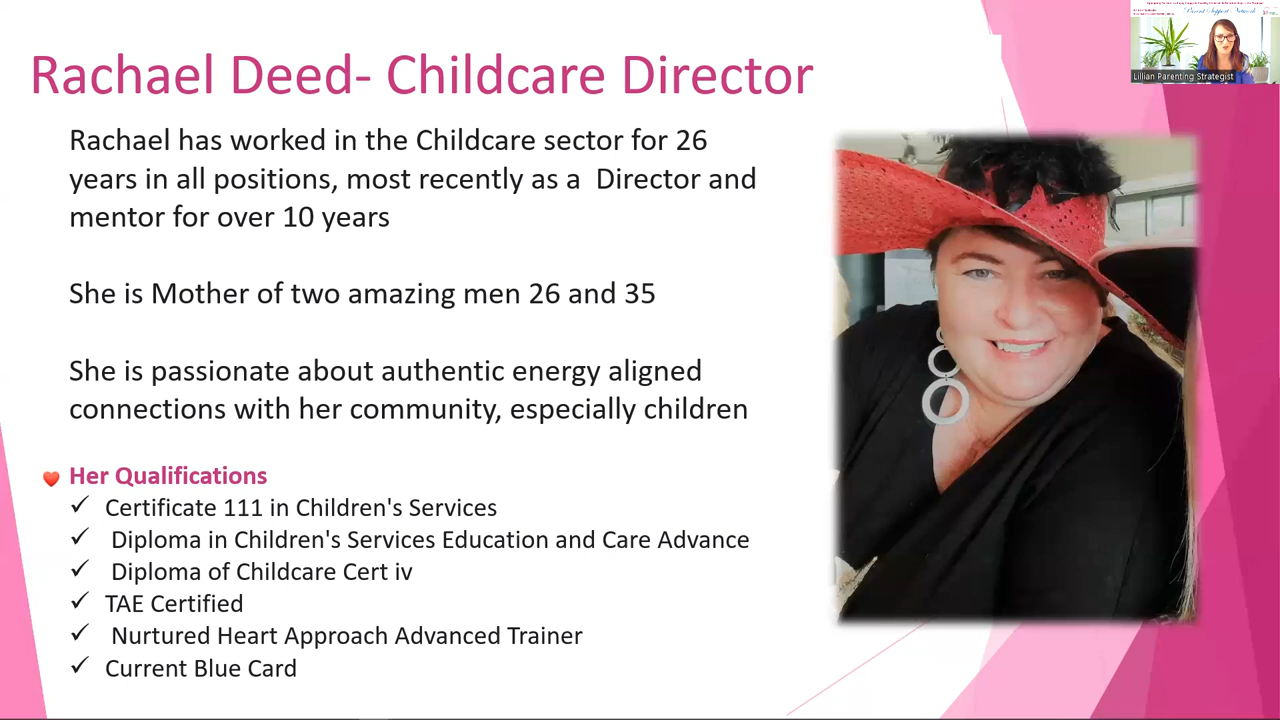 Rachael Deed- Childcare Director
Rachael has worked in the Childcare sector for 26
years in all positions, most recently as a Director and
mentor for over 10 years
She is Mother of two amazing men 26 and 35
She is passionate about authentic energy aligned
connections with her community, especially children
Her Qualifications
Certificate 111 in Children's Services
Diploma in Children's Services Education and Care Advance
Diploma of Childcare Cert iv
TAE Certified
Nurtured Heart Approach Advanced Trainer
Current Blue Card
Parent Support Network
Lillian Parenting Strategist